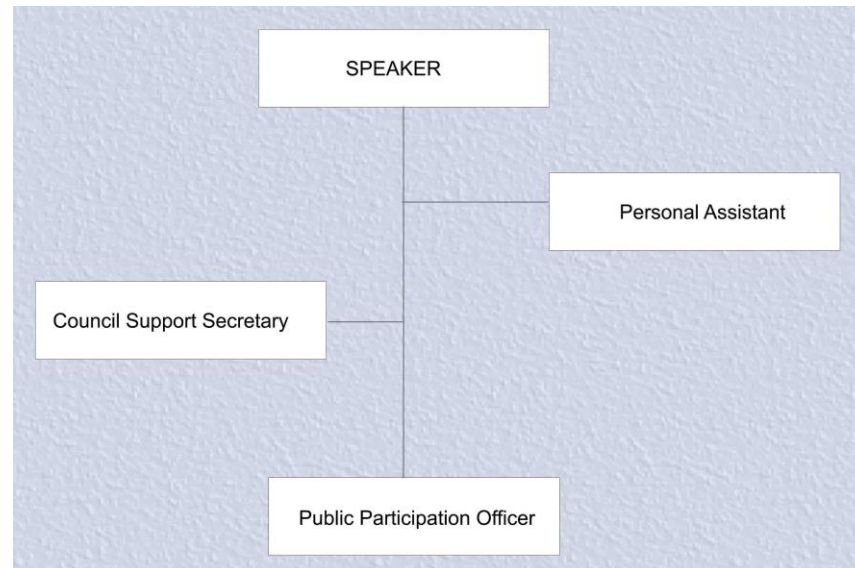 SPEAKER
Personal Assistant
Council Support Secretary
Public Participation Officer